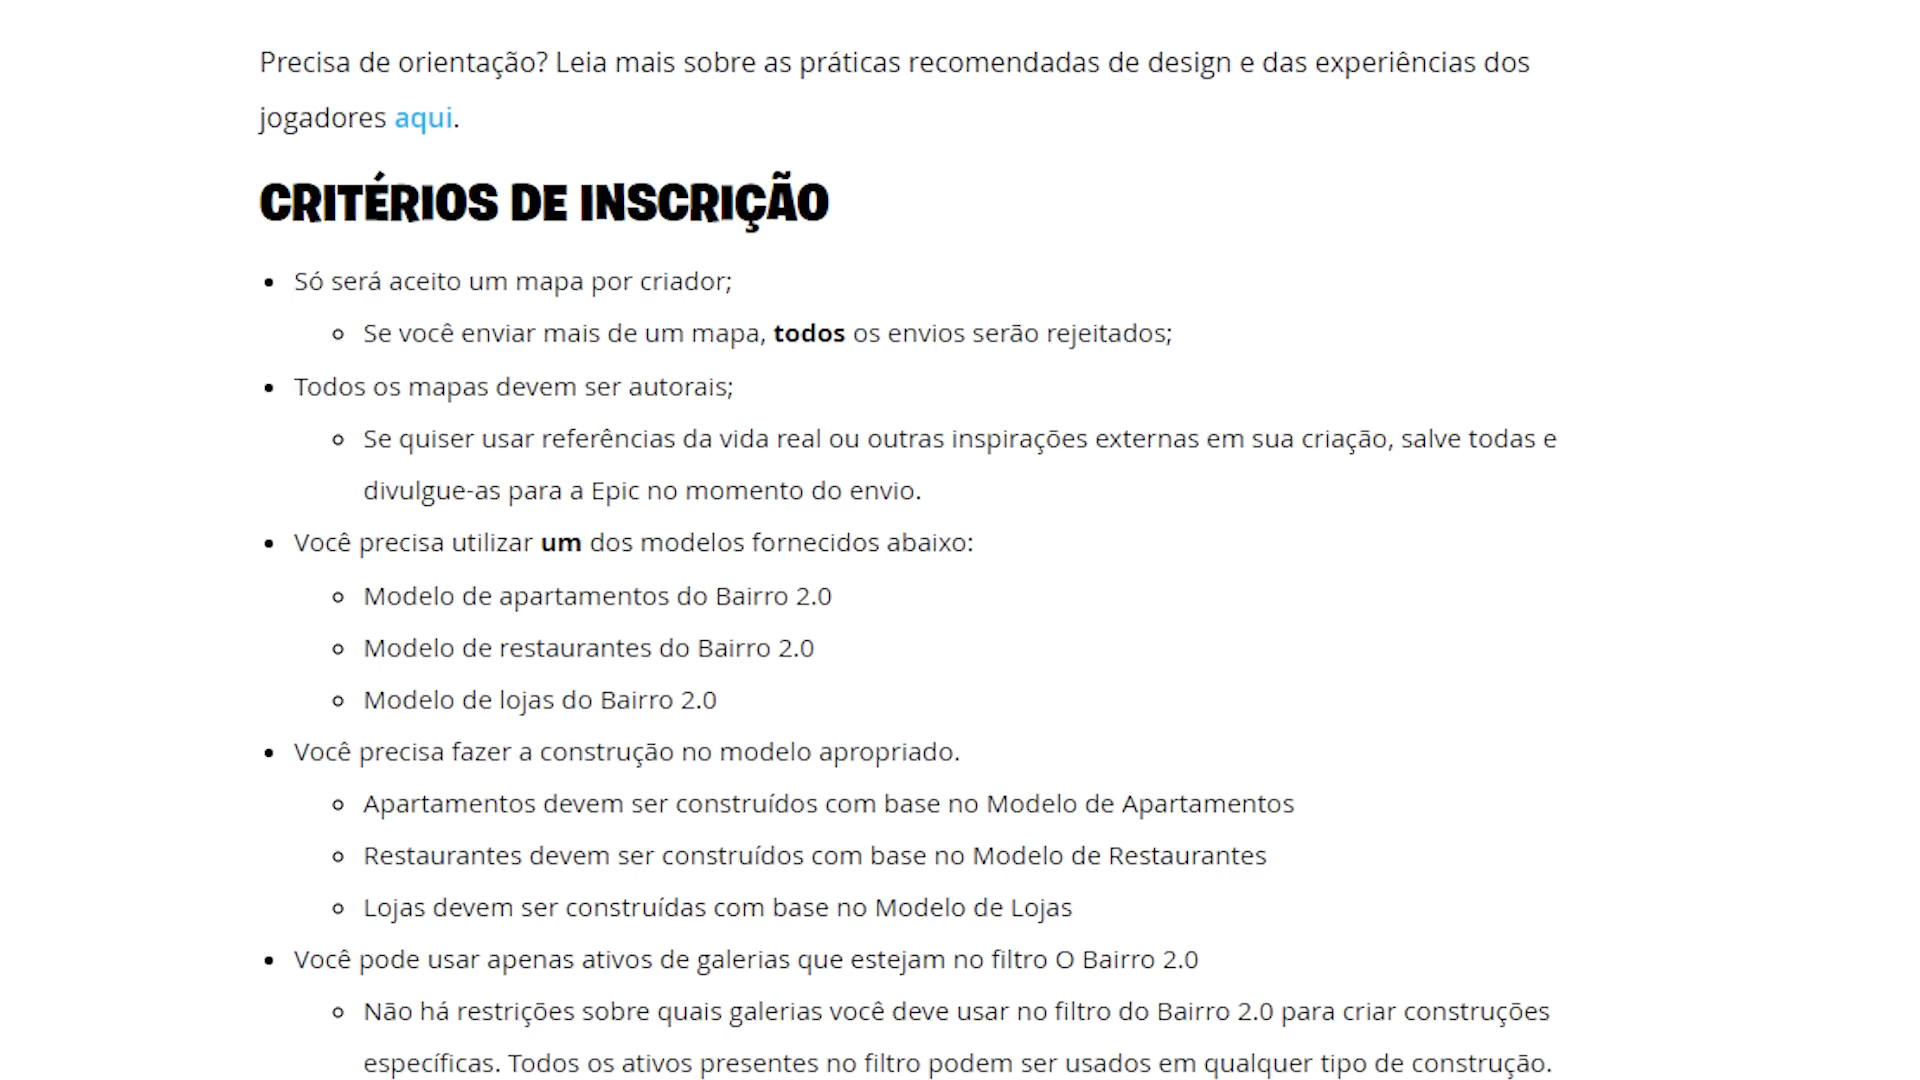 Precisa de orientação? Leia mais sobre as práticas recomendadas de design e das experiências dos
jogadores aqui.
CRITÉRIOS DE INSCRIÇÃO
• Só será aceito um mapa por criador;
◦ Se você enviar mais de um mapa, todos os envios serão rejeitados;
• Todos os mapas devem ser autorais;
◦ Se quiser usar referências da vida real ou outras inspirações externas em sua criação, salve todas e
divulgue-as para a Epic no momento do envio.
• Você precisa utilizar um dos modelos fornecidos abaixo:
◦ Modelo de apartamentos do Bairro 2.0
◦ Modelo de restaurantes do Bairro 2.0
◦ Modelo de lojas do Bairro 2.0
• Você precisa fazer a construção no modelo apropriado.
◦ Apartamentos devem ser construídos com base no Modelo de Apartamentos
◦ Restaurantes devem ser construídos com base no Modelo de Restaurantes
◦ Lojas devem ser construídas com base no Modelo de Lojas
• Você pode usar apenas ativos de galerias que estejam no filtro O Bairro 2.0
◦ Não há restrições sobre quais galerias você deve usar no filtro do Bairro 2.0 para criar construções
específicas. Todos os ativos presentes no filtro podem ser usados em qualquer tipo de construção.